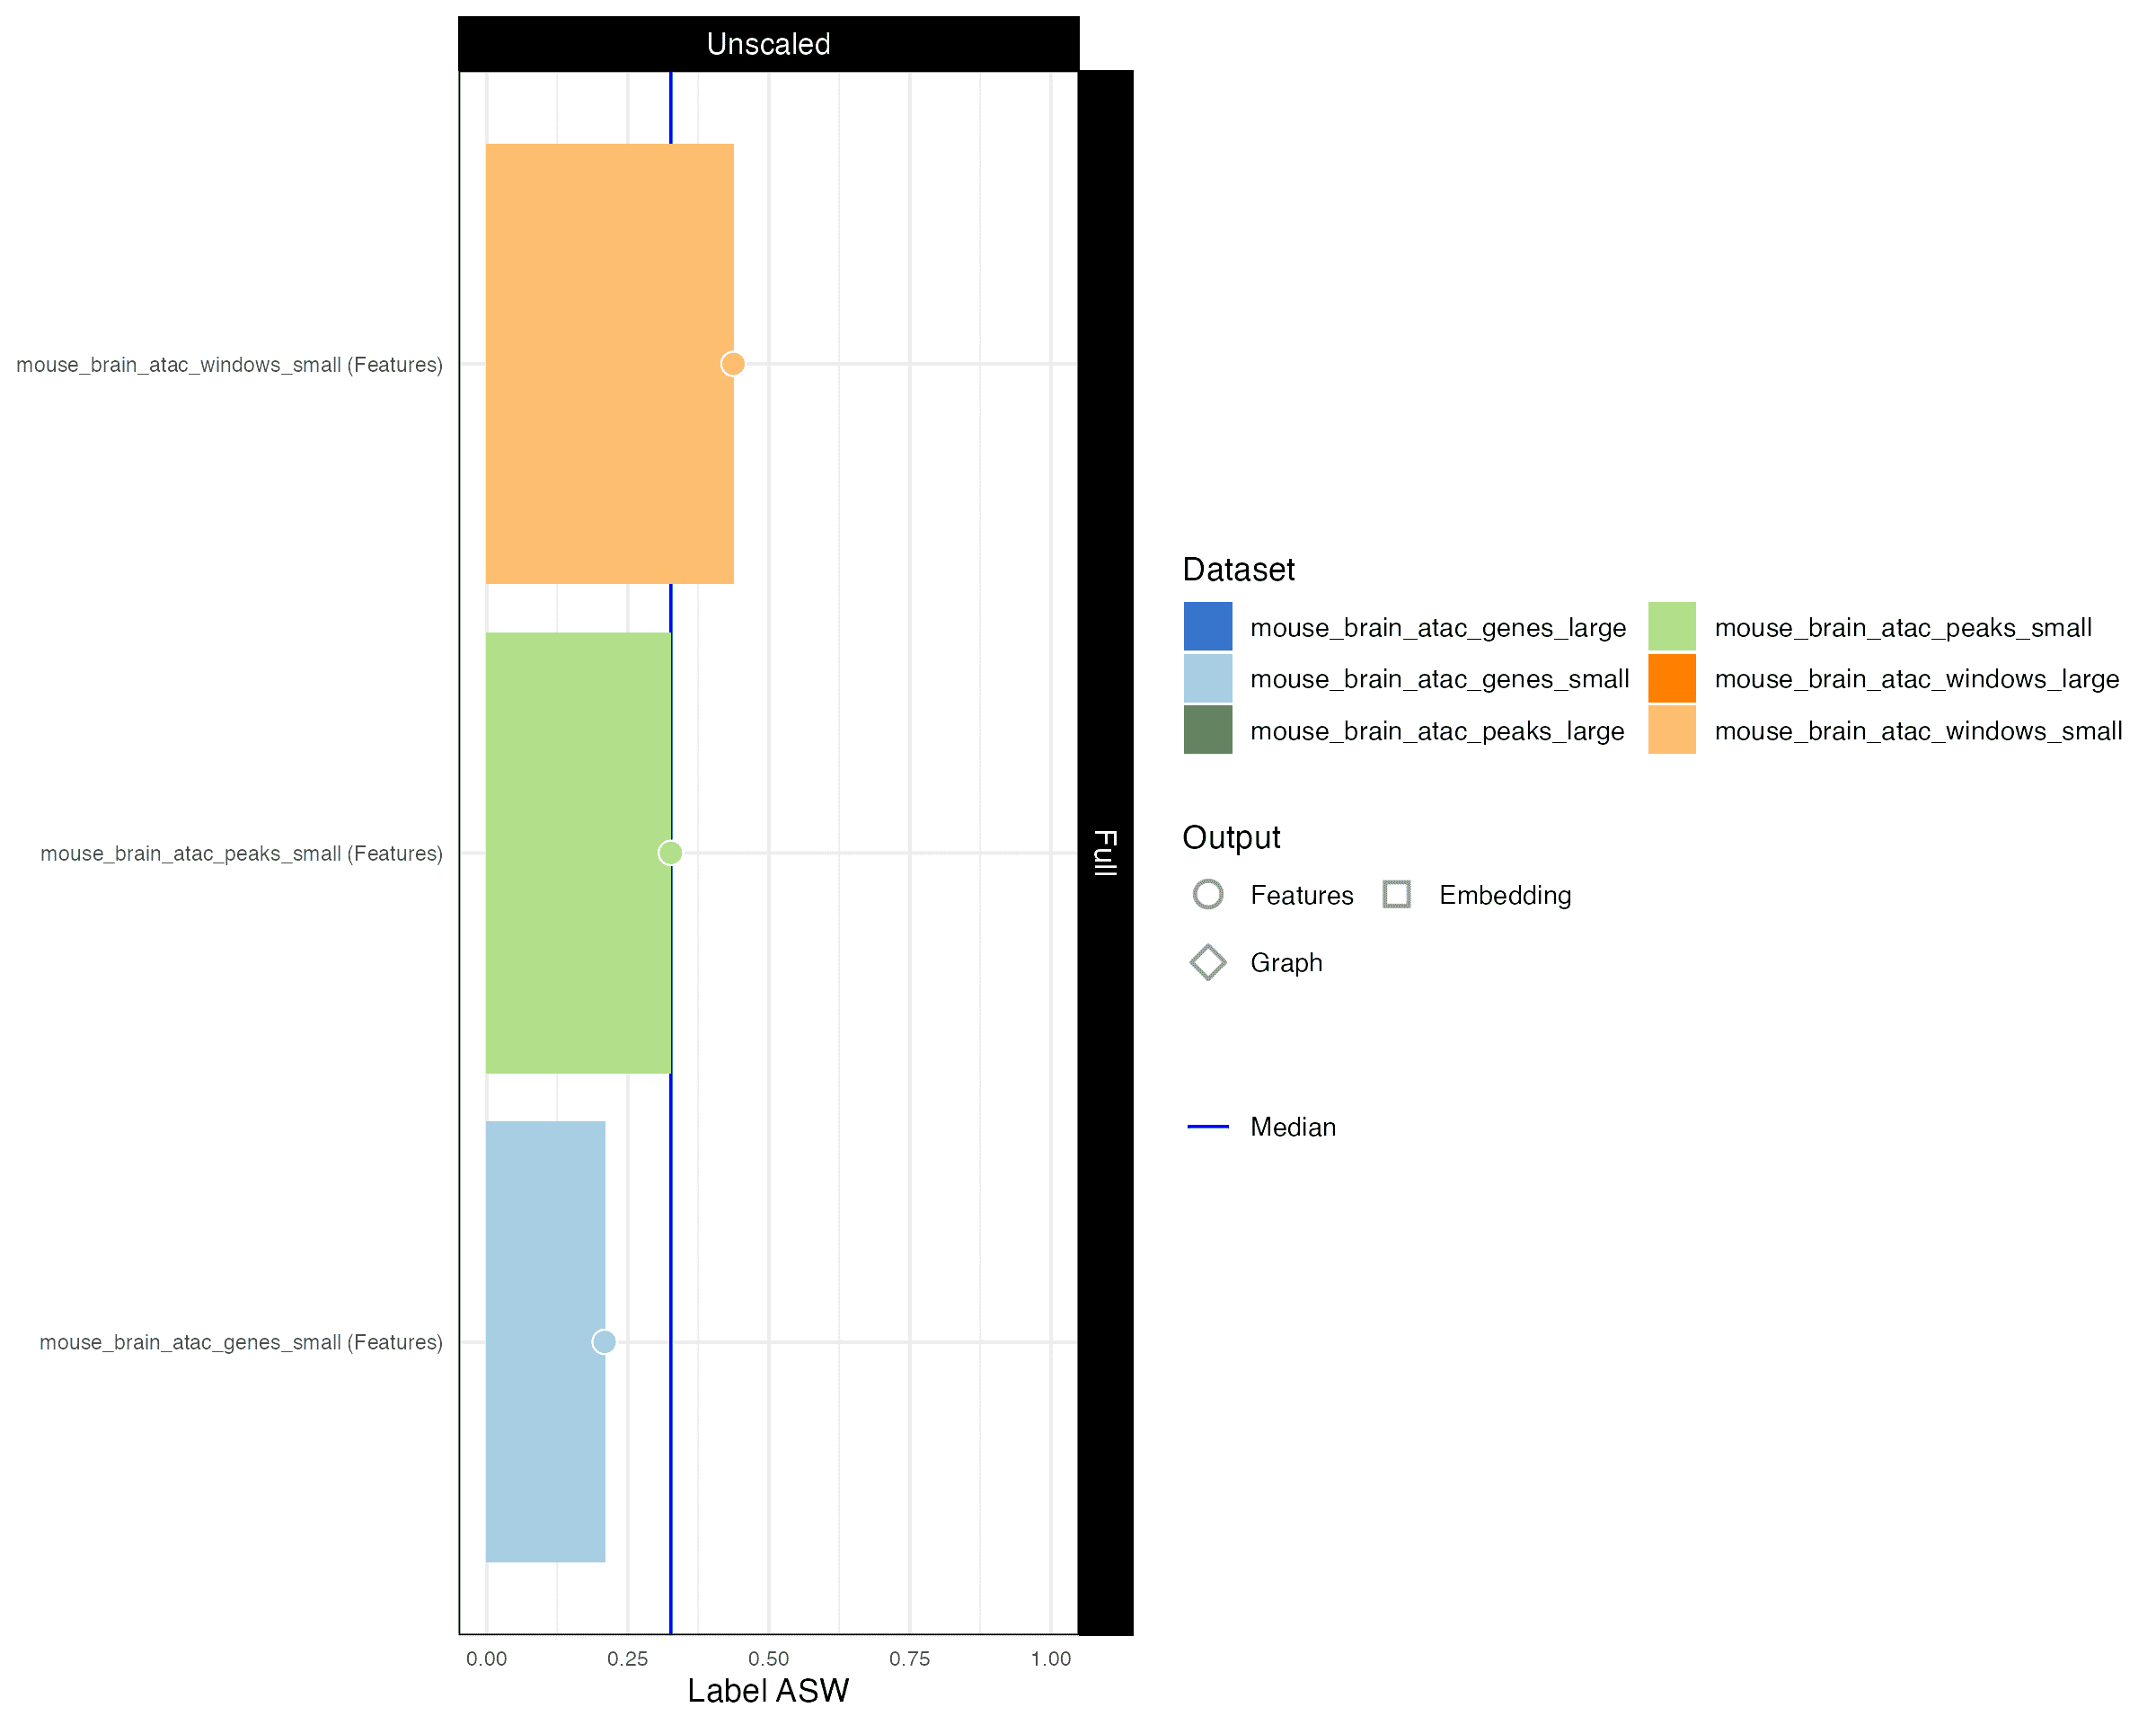 Unscaled
mouse_brain_atac_windows_small (Features)
mouse_brain_atac_peaks_small (Features)
mouse_brain_atac_genes_small (Features)
0.00 0.25 0.50 0.75 1.00
Label ASW
Full
Dataset
mouse_brain_atac_genes_large mouse_brain_atac_peaks_small
mouse_brain_atac_genes_small mouse_brain_atac_windows_large
mouse_brain_atac_peaks_large mouse_brain_atac_windows_small
Output
Features Embedding
Graph
Median